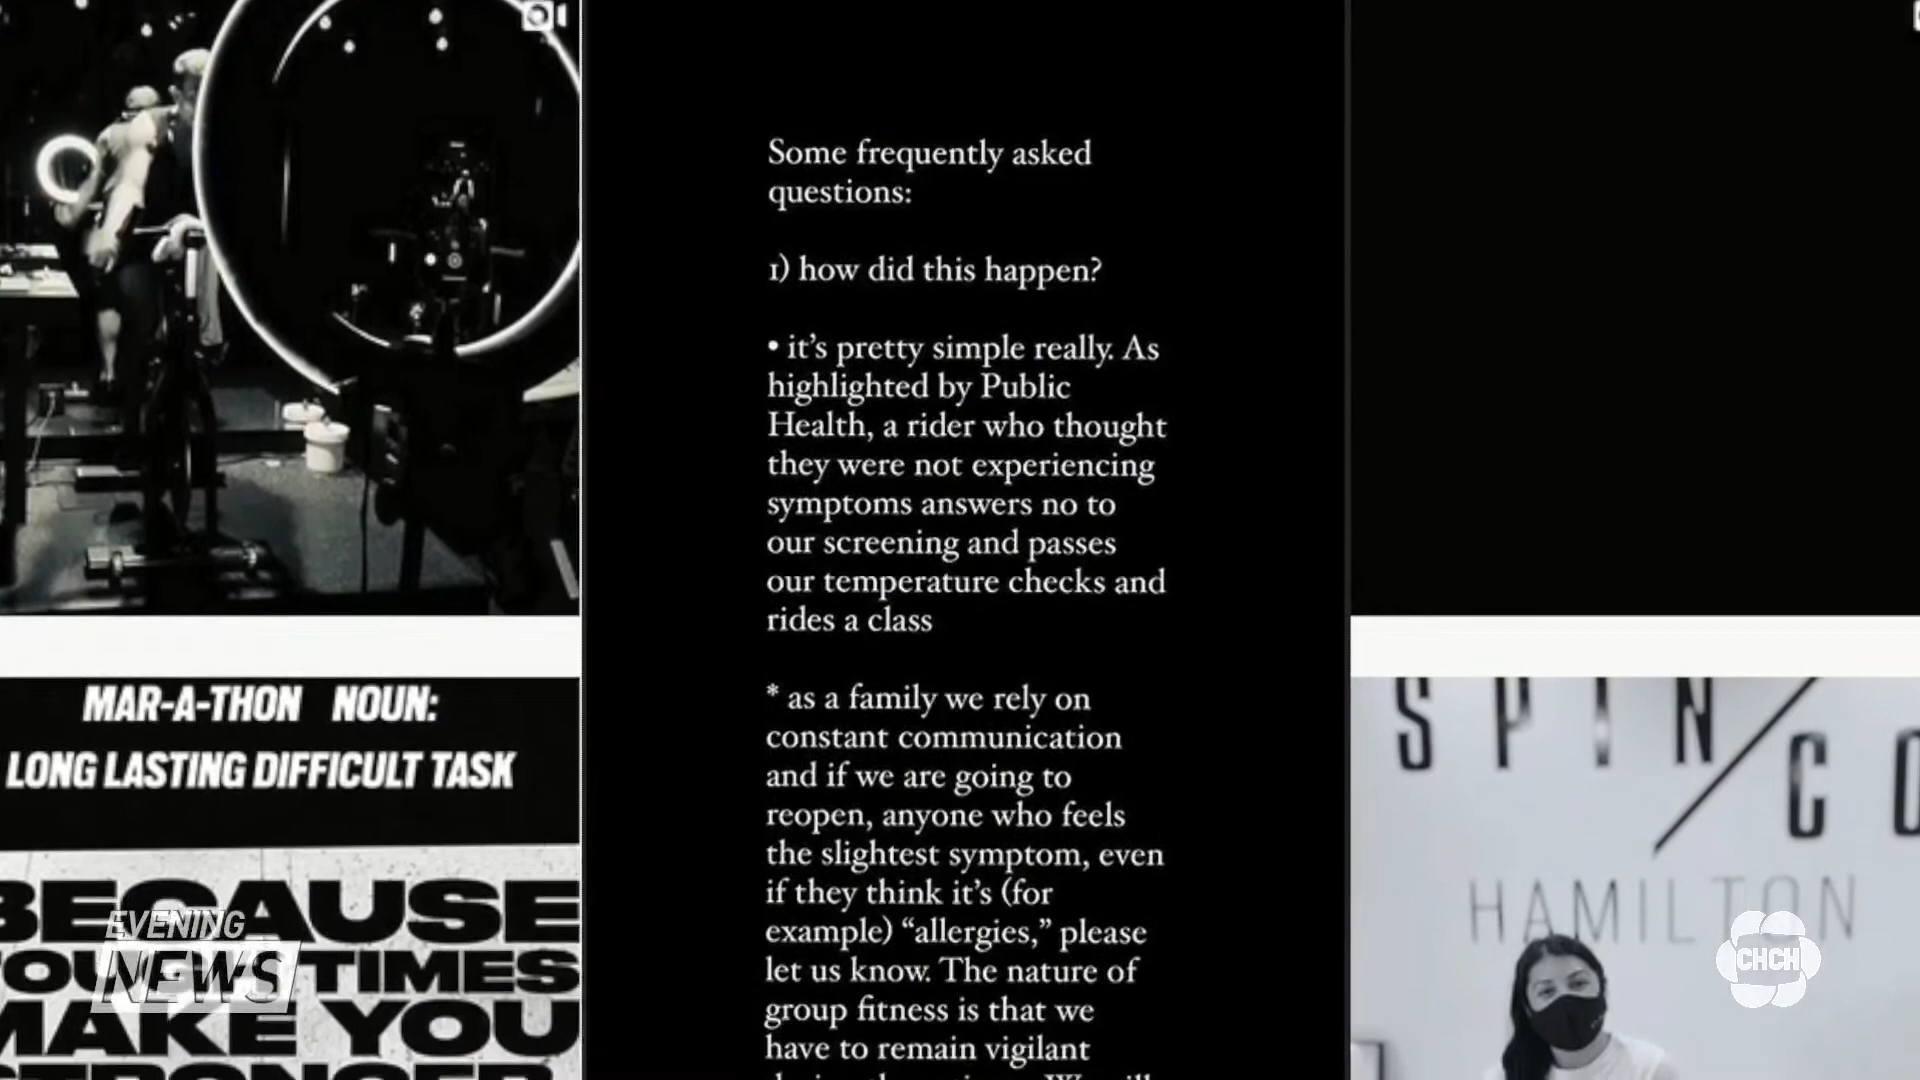 Some frequently asked
questions:
1) how did this happen?
• it's pretty simple really. As
highlighted by Public
Health, a rider who thought
they were not experiencing
symptoms answers no to
our screening and passes
our temperature checks and
rides a class
* as a family we rely on
constant communication
and if we are going to
reopen, anyone who feels
the slightest symptom, even
if they think it's (for
example) “allergies,” please
let us know. The nature of
group fitness is that we
have to remain vigilant
MAR-A-THON NOUN:
LONG LASTING DIFFICULT TASK
BECAUSE
TIMES
MAKE YOU
STRONGER
EVENING
NEWS
SPIN/CO
HAMILTON
CHCH